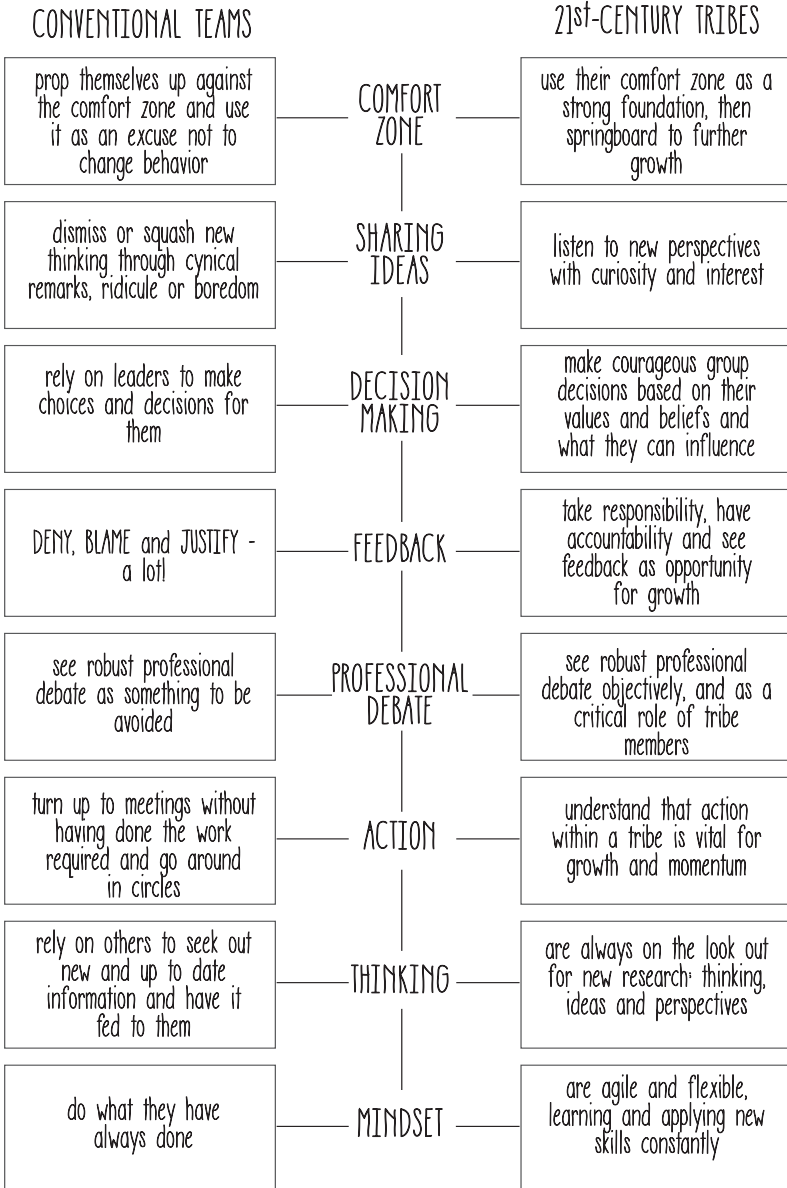 CONVENTIONAL TEAMS
21st-CENTURY TRIBES
prop themselves up against
the comfort zone and use
it as an excuse not to
change behavior
COMFORT
ZONE
use their comfort zone as a
strong foundation, then
springboard to further
growth
dismiss or squash new
thinking through cynical
remarks, ridicule or boredom
SHARING
IDEAS
listen to new perspectives
with curiosity and interest
rely on leaders to make
choices and decisions for
them
DECISION
MAKING
make courageous group
decisions based on their
values and beliefs and
what they can influence
DENY, BLAME and JUSTIFY -
a lot!
FEEDBACK
take responsibility, have
accountability and see
feedback as opportunity
for growth
see robust professional
debate as something to be
avoided
PROFESSIONAL
DEBATE
see robust professional
debate objectively, and as a
critical role of tribe
members
turn up to meetings without
having done the work
required and go around
in circles
ACTION
understand that action
within a tribe is vital for
growth and momentum
rely on others to seek out
new and up to date
information and have it
fed to them
THINKING
are always on the look out
for new research: thinking,
ideas and perspectives
do what they have
always done
MINDSET
are agile and flexible,
learning and applying new
skills constantly